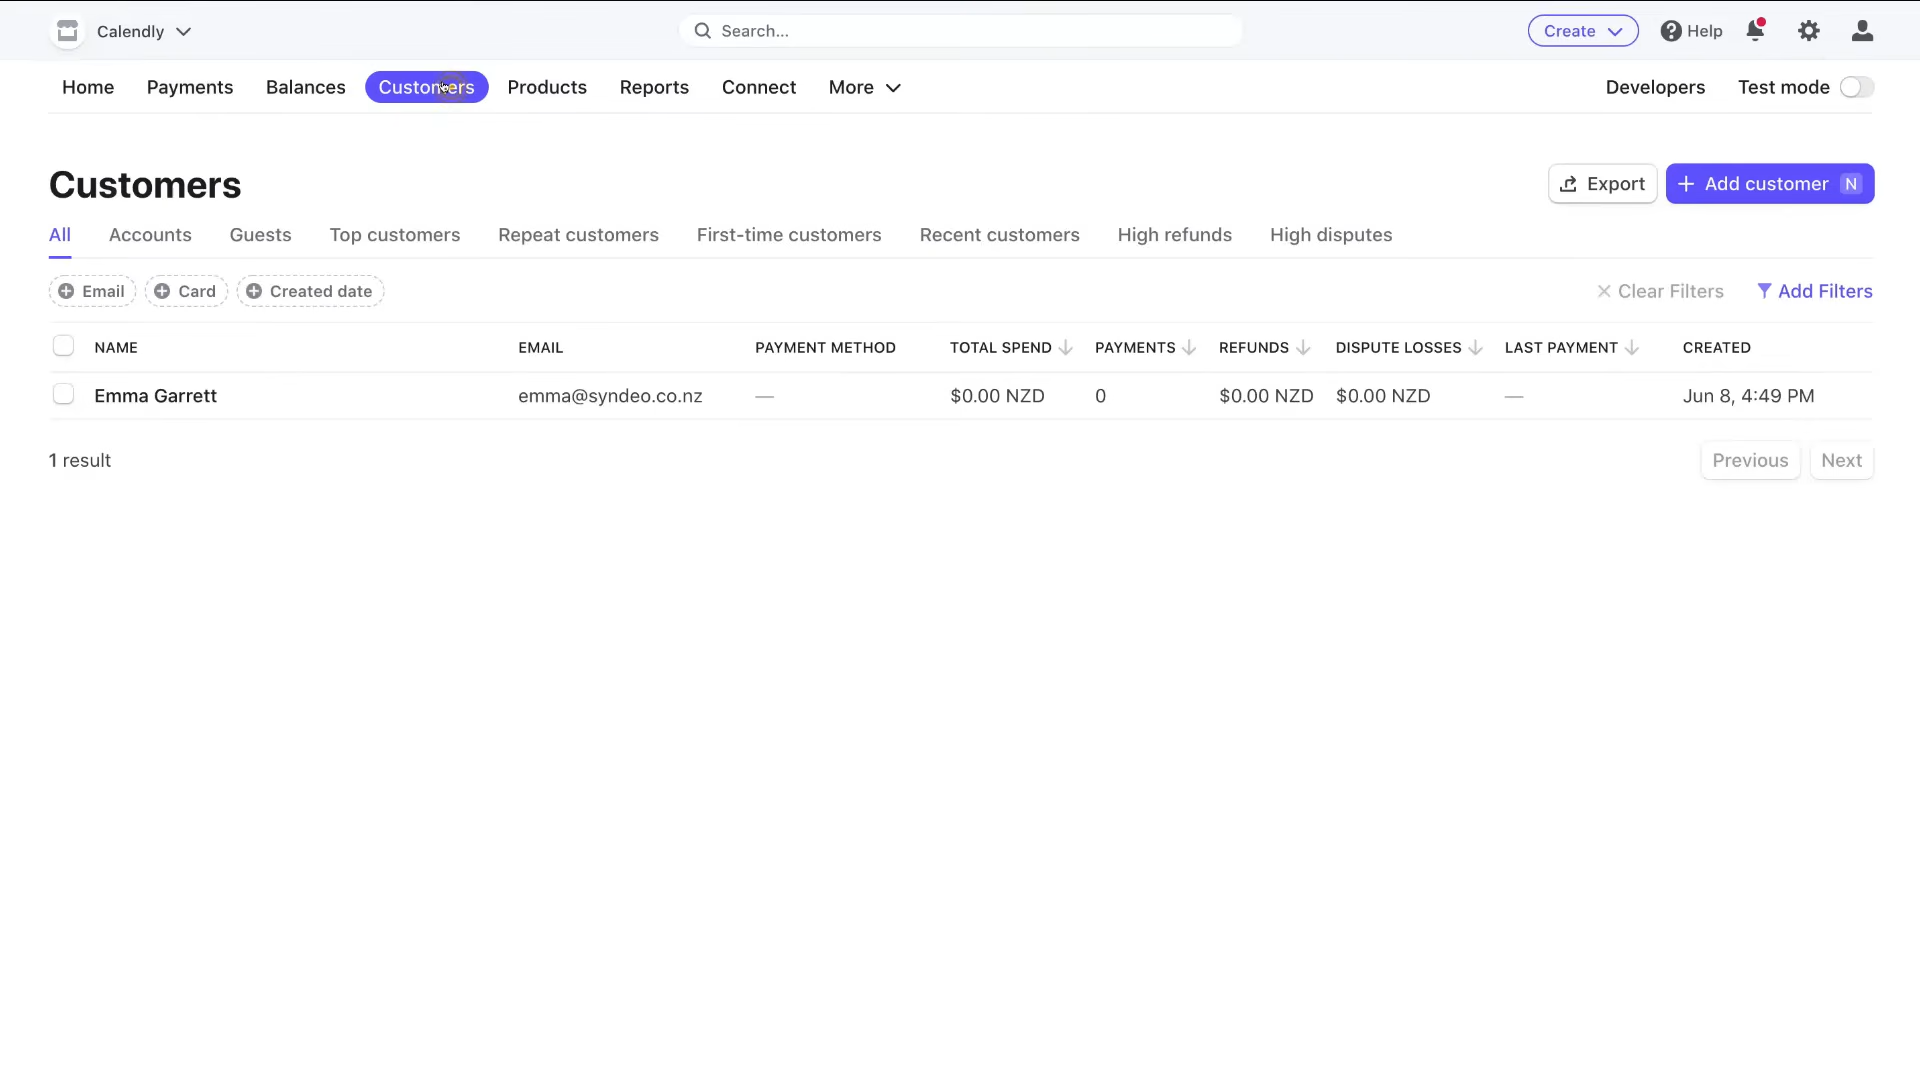 Calendly
Search...
Create
Help
Home Payments Balances Customers Products Reports Connect More
Developers Test mode
Customers
Export
Add customer N
All Accounts Guests Top customers Repeat customers First-time customers Recent customers High refunds High disputes
Email Card Created date
Clear Filters Add Filters
NAME EMAIL PAYMENT METHOD TOTAL SPEND PAYMENTS REFUNDS DISPUTE LOSSES LAST PAYMENT CREATED
Emma Garrett emma@syndeo.co.nz — $0.00 NZD 0 $0.00 NZD $0.00 NZD — Jun 8, 4:49 PM
1 result
Previous Next